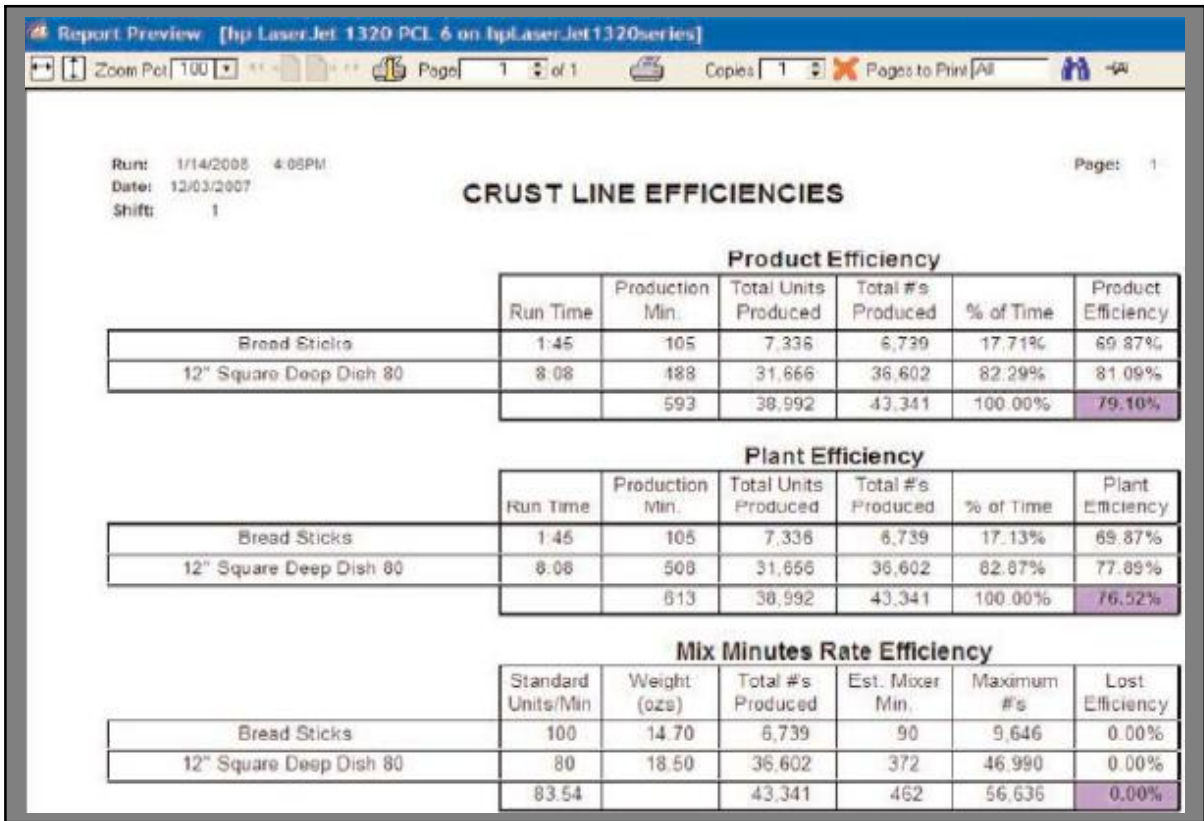 Report Preview [hp LaserJet 1320 PCL 6 on hpLaserJet1320series]
Zoom Pct 100 Page 1 of 1 Copies 1 Pages to Print All
Run: 1/14/2008
Page: 1
Date: 12/03/2007
Shift: 1
CRUST LINE EFFICIENCIES
Product Efficiency
Run Time Production Min. Total Units Produced Total #'s Produced % of Time Product Efficiency
Bread Sticks 1:45 105 7,336 6,739 17.71% 69.87%
12" Square Deep Dish 80 8:08 488 31,656 36,602 82.29% 81.09%
593 38,992 43,341 100.00% 79.10%
Plant Efficiency
Run Time Production Min. Total Units Produced Total #'s Produced % of Time Plant Efficiency
Bread Sticks 1:45 105 7,336 6,739 17.13% 69.87%
12" Square Deep Dish 80 8:08 508 31,656 36,602 82.87% 77.89%
613 38,992 43,341 100.00% 76.52%
Mix Minutes Rate Efficiency
Standard Units/Min Weight (ozs) Total #'s Produced Est. Mixer Min. Maximum #'s Lost Efficiency
Bread Sticks 100 14.70 6,739 90 9,646 0.00%
12" Square Deep Dish 80 80 18.50 36,602 372 46,990 0.00%
83.54 43,341 462 56,636 0.00%